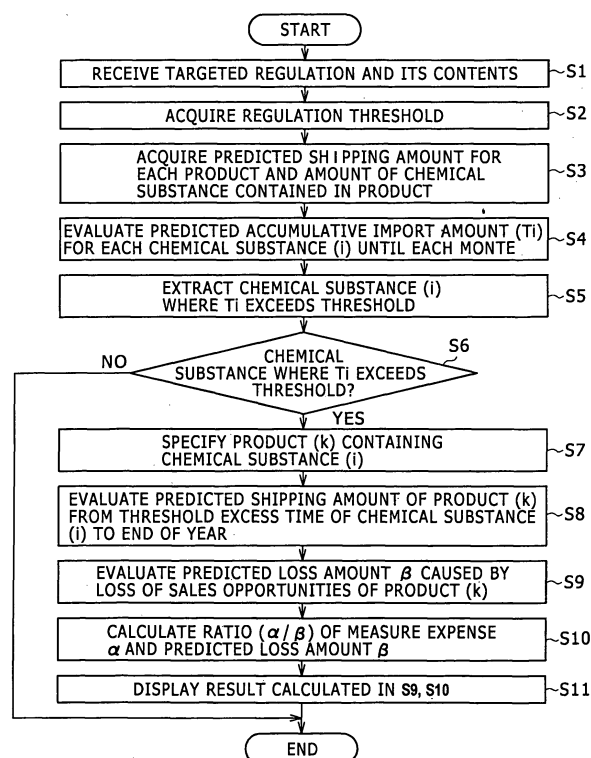 START
RECEIVE TARGETED REGULATION AND ITS CONTENTS
S1
ACQUIRE REGULATION THRESHOLD
S2
ACQUIRE PREDICTED SHIPPING AMOUNT FOR
EACH PRODUCT AND AMOUNT OF CHEMICAL
SUBSTANCE CONTAINED IN PRODUCT
S3
EVALUATE PREDICTED ACCUMULATIVE IMPORT AMOUNT (Ti)
FOR EACH CHEMICAL SUBSTANCE (i) UNTIL EACH MONTE
S4
EXTRACT CHEMICAL SUBSTANCE (i)
WHERE Ti EXCEEDS THRESHOLD
S5
S6
NO
CHEMICAL
SUBSTANCE WHERE Ti EXCEEDS
THRESHOLD?
YES
SPECIFY PRODUCT (k) CONTAINING
CHEMICAL SUBSTANCE (i)
S7
EVALUATE PREDICTED SHIPPING AMOUNT OF PRODUCT (k)
FROM THRESHOLD EXCESS TIME OF CHEMICAL SUBSTANCE
(i) TO END OF YEAR
S8
EVALUATE PREDICTED LOSS AMOUNT β CAUSED BY
LOSS OF SALES OPPORTUNITIES OF PRODUCT (k)
S9
CALCULATE RATIO (α/β) OF MEASURE EXPENSE
α AND PREDICTED LOSS AMOUNT β
S10
DISPLAY RESULT CALCULATED IN S9, S10
S11
END